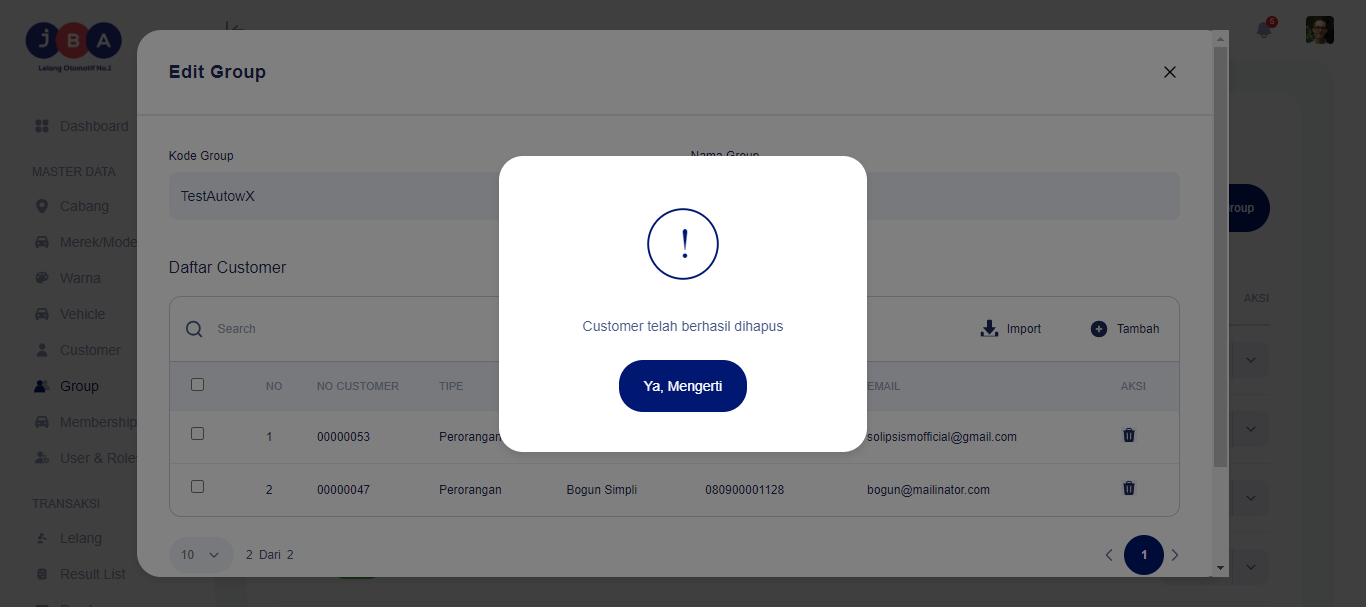 JBA
Lelang Otomotif No.1
6
Edit Group
Dashboard
MASTER DATA
Cabang
Merek/Mode
Warna
Vehicle
Customer
Group
Membership
User & Role
TRANSAKSI
Lelang
Result List
Kode Group
Nama Group
TestAutowX
roup
Daftar Customer
Search
Import
Tambah
AKSI
NO
NO CUSTOMER
TIPE
EMAIL
AKSI
1
00000053
Perorangan
solipsismofficial@gmail.com
2
00000047
Perorangan
Bogun Simpli
080900001128
bogun@mailinator.com
10
2 Dari 2
1
!
Customer telah berhasil dihapus
Ya, Mengerti